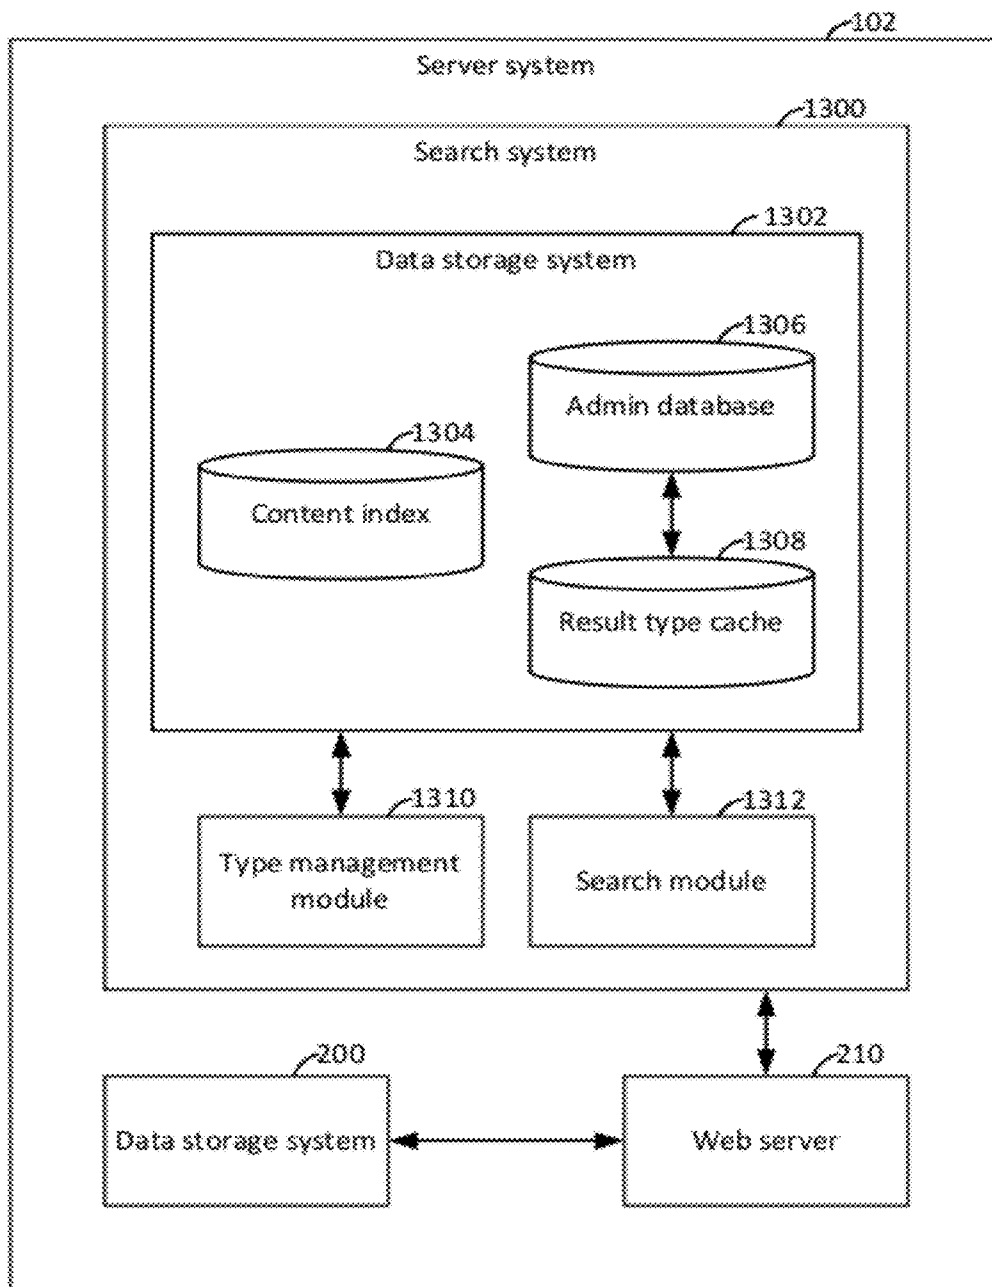 102
Server system
1300
Search system
1302
Data storage system
1306
Admin database
1304
Content index
1308
Result type cache
1310
Type management
module
1312
Search module
200
Data storage system
210
Web server